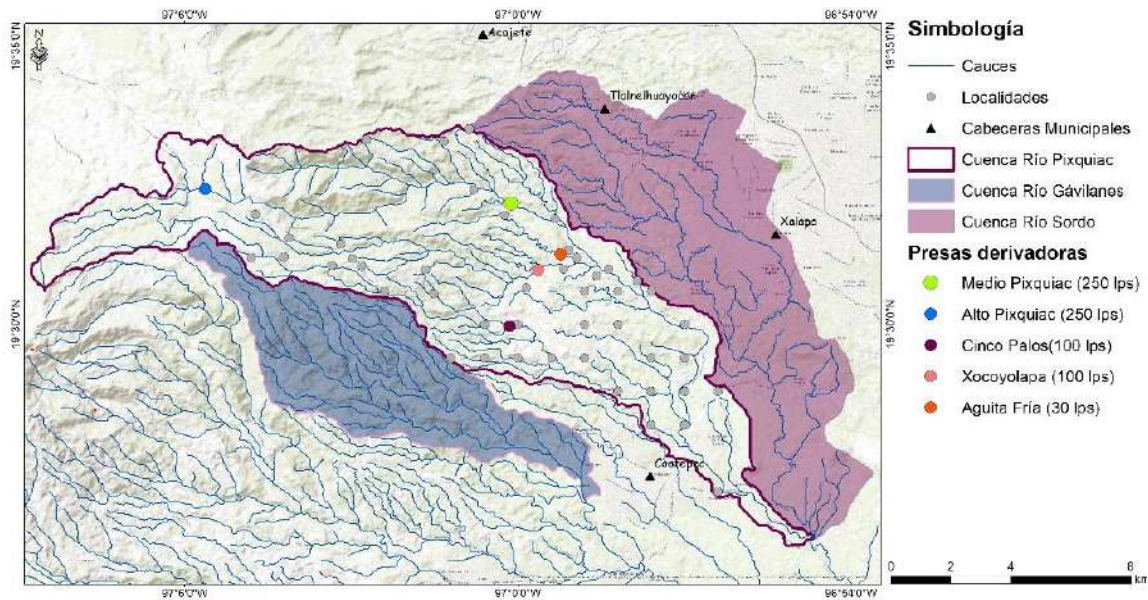 97°6'0"W
97°0'0"W
96°54'0"W
19°35'0"N
19°35'0"N
N
Acajete
Tlalnelhuayocan
Xalapa
19°30'0"N
19°30'0"N
Coatepec
97°6'0"W
97°0'0"W
96°54'0"W
Simbología
Cauces
Localidades
Cabeceras Municipales
Cuenca Río Pixquiac
Cuenca Río Gávilanes
Cuenca Río Sordo
Presas derivadoras
Medio Pixquiac (250 lps)
Alto Pixquiac (250 lps)
Cinco Palos(100 lps)
Xocoyolapa (100 lps)
Aguita Fría (30 lps)
0 2 4 6 8
km